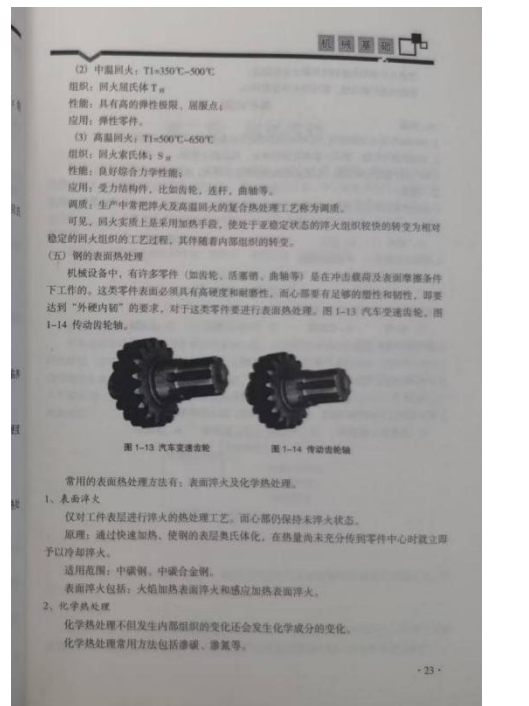 机械基础
(2) 中温回火：T1=350℃-500℃
组织：回火屈氏体 T回
性能：具有高的弹性极限、屈服点；
应用：弹性零件。
(3) 高温回火：T1=500℃-650℃
组织：回火索氏体；S回
性能：良好综合力学性能；
应用：受力结构件，比如齿轮、连杆、曲轴等。
调质：生产中常把淬火及高温回火的复合热处理工艺称为调质。
可见，回火实质上是采用加热手段，使处于亚稳定状态的淬火组织较快的转变为相对
稳定的回火组织的工艺过程，其伴随着内部组织的转变。
(五) 钢的表面热处理
机械设备中，有许多零件（如齿轮、活塞销、曲轴等）是在冲击载荷及表面摩擦条件
下工作的。这类零件表面必须具有高硬度和耐磨性，而心部要有足够的塑性和韧性，即要
达到“外硬内韧”的要求，对于这类零件要进行表面热处理。图 1-13 汽车变速齿轮，图
1-14 传动齿轮轴。
图 1-13 汽车变速齿轮
图 1-14 传动齿轮轴
常用的表面热处理方法有：表面淬火及化学热处理。
1、表面淬火
仅对工件表层进行淬火的热处理工艺。而心部仍保持未淬火状态。
原理：通过快速加热，使钢的表层奥氏体化，在热量尚未充分传到零件中心时就立即
予以冷却淬火。
适用范围：中碳钢、中碳合金钢。
表面淬火包括：火焰加热表面淬火和感应加热表面淬火。
2、化学热处理
化学热处理不但发生内部组织的变化还会发生化学成分的变化。
化学热处理常用方法包括渗碳、渗氮等。
·23·